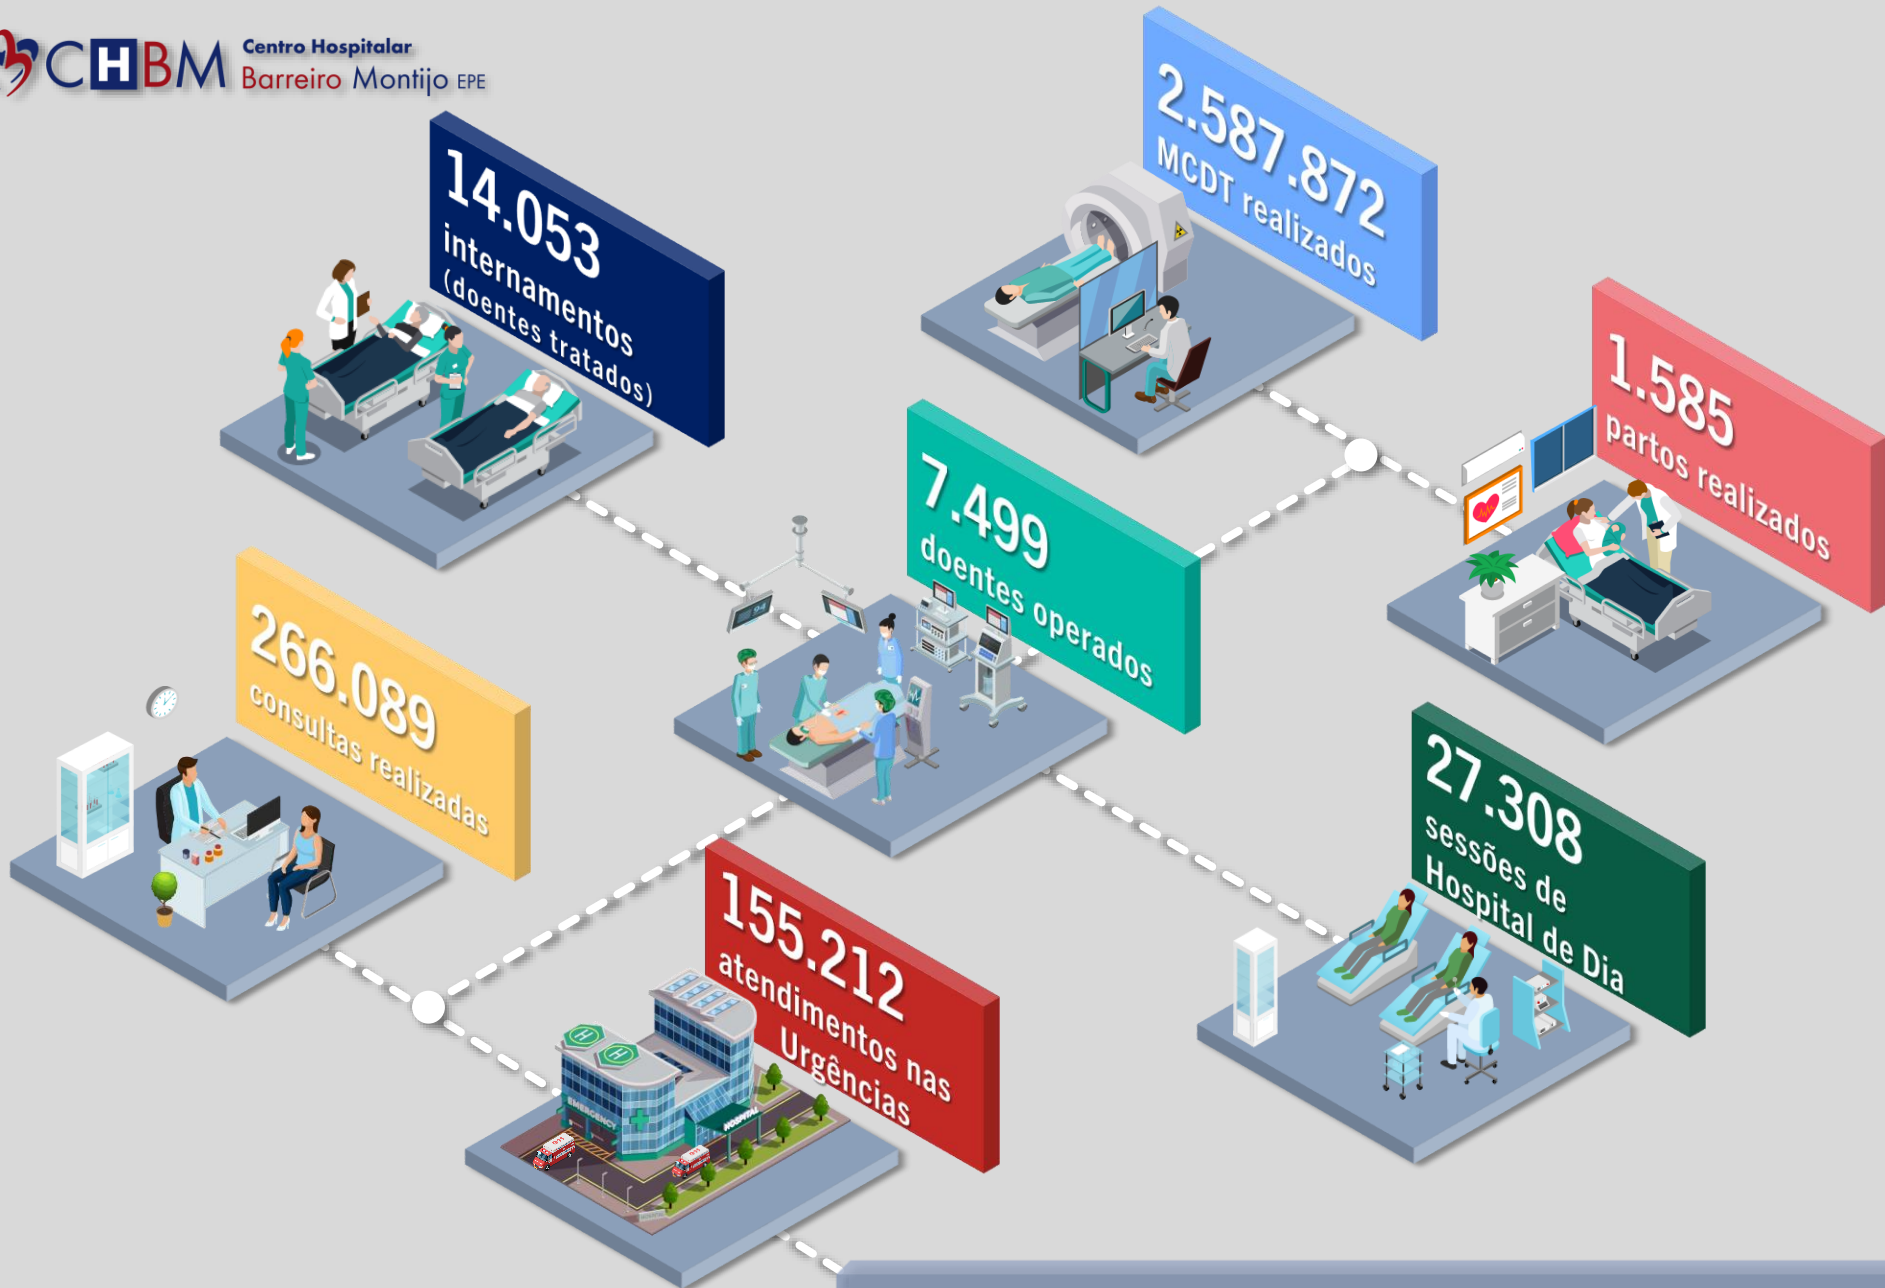 CHBM Centro Hospitalar
Barreiro Montijo EPE
14.053
internamentos
(doentes tratados)
2.587.872
MCDT realizados
1.585
partos realizados
7.499
doentes operados
266.089
consultas realizadas
27.308
sessões de
Hospital de Dia
155.212
atendimentos nas
Urgências
H
H
EMERGENCY
HOSPITAL